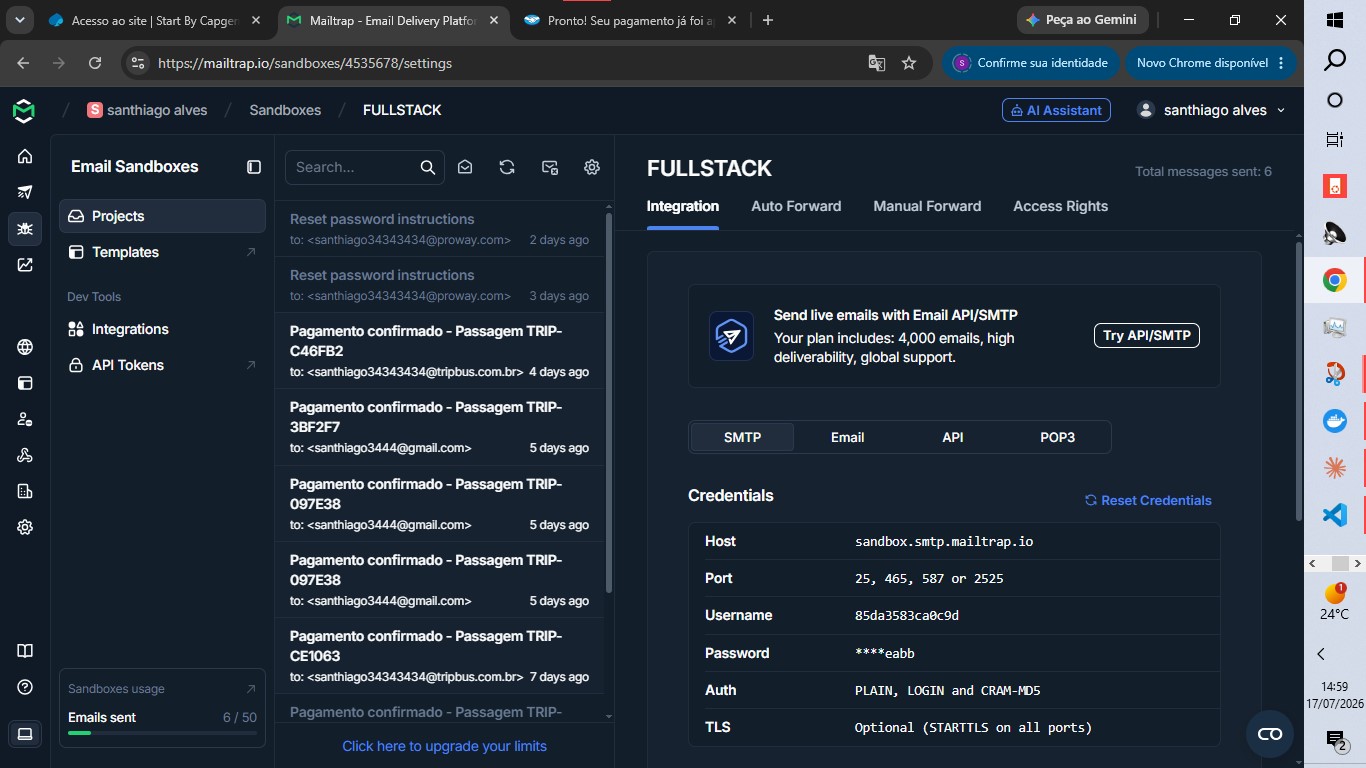 Acesso ao site | Start By Capger
Mailtrap - Email Delivery Platfo
Pronto! Seu pagamento já foi a
Peça ao Gemini
https://mailtrap.io/sandboxes/4535678/settings
S
Confirme sua identidade
Novo Chrome disponível
/
S
santhiago alves
/
Sandboxes
/
FULLSTACK
AI Assistant
santhiago alves
Email Sandboxes
Projects
Templates
Dev Tools
Integrations
API Tokens
Sandboxes usage
Emails sent
6 / 50
Search...
Reset password instructions
to: <santhiago34343434@proway.com>
2 days ago
Reset password instructions
to: <santhiago34343434@proway.com>
3 days ago
Pagamento confirmado - Passagem TRIP-
C46FB2
to: <santhiago34343434@tripbus.com.br>
4 days ago
Pagamento confirmado - Passagem TRIP-
3BF2F7
to: <santhiago3444@gmail.com>
5 days ago
Pagamento confirmado - Passagem TRIP-
097E38
to: <santhiago3444@gmail.com>
5 days ago
Pagamento confirmado - Passagem TRIP-
097E38
to: <santhiago3444@gmail.com>
5 days ago
Pagamento confirmado - Passagem TRIP-
CE1063
to: <santhiago34343434@tripbus.com.br>
7 days ago
Pagamento confirmado - Passagem TRIP-
Click here to upgrade your limits
FULLSTACK
Total messages sent: 6
Integration
Auto Forward
Manual Forward
Access Rights
Send live emails with Email API/SMTP
Your plan includes: 4,000 emails, high
deliverability, global support.
Try API/SMTP
SMTP
Email
API
POP3
Credentials
Reset Credentials
Host
sandbox.smtp.mailtrap.io
Port
25, 465, 587 or 2525
Username
85da3583ca0c9d
Password
****eabb
Auth
PLAIN, LOGIN and CRAM-MD5
TLS
Optional (STARTTLS on all ports)
1
24°C
14:59
17/07/2026
2